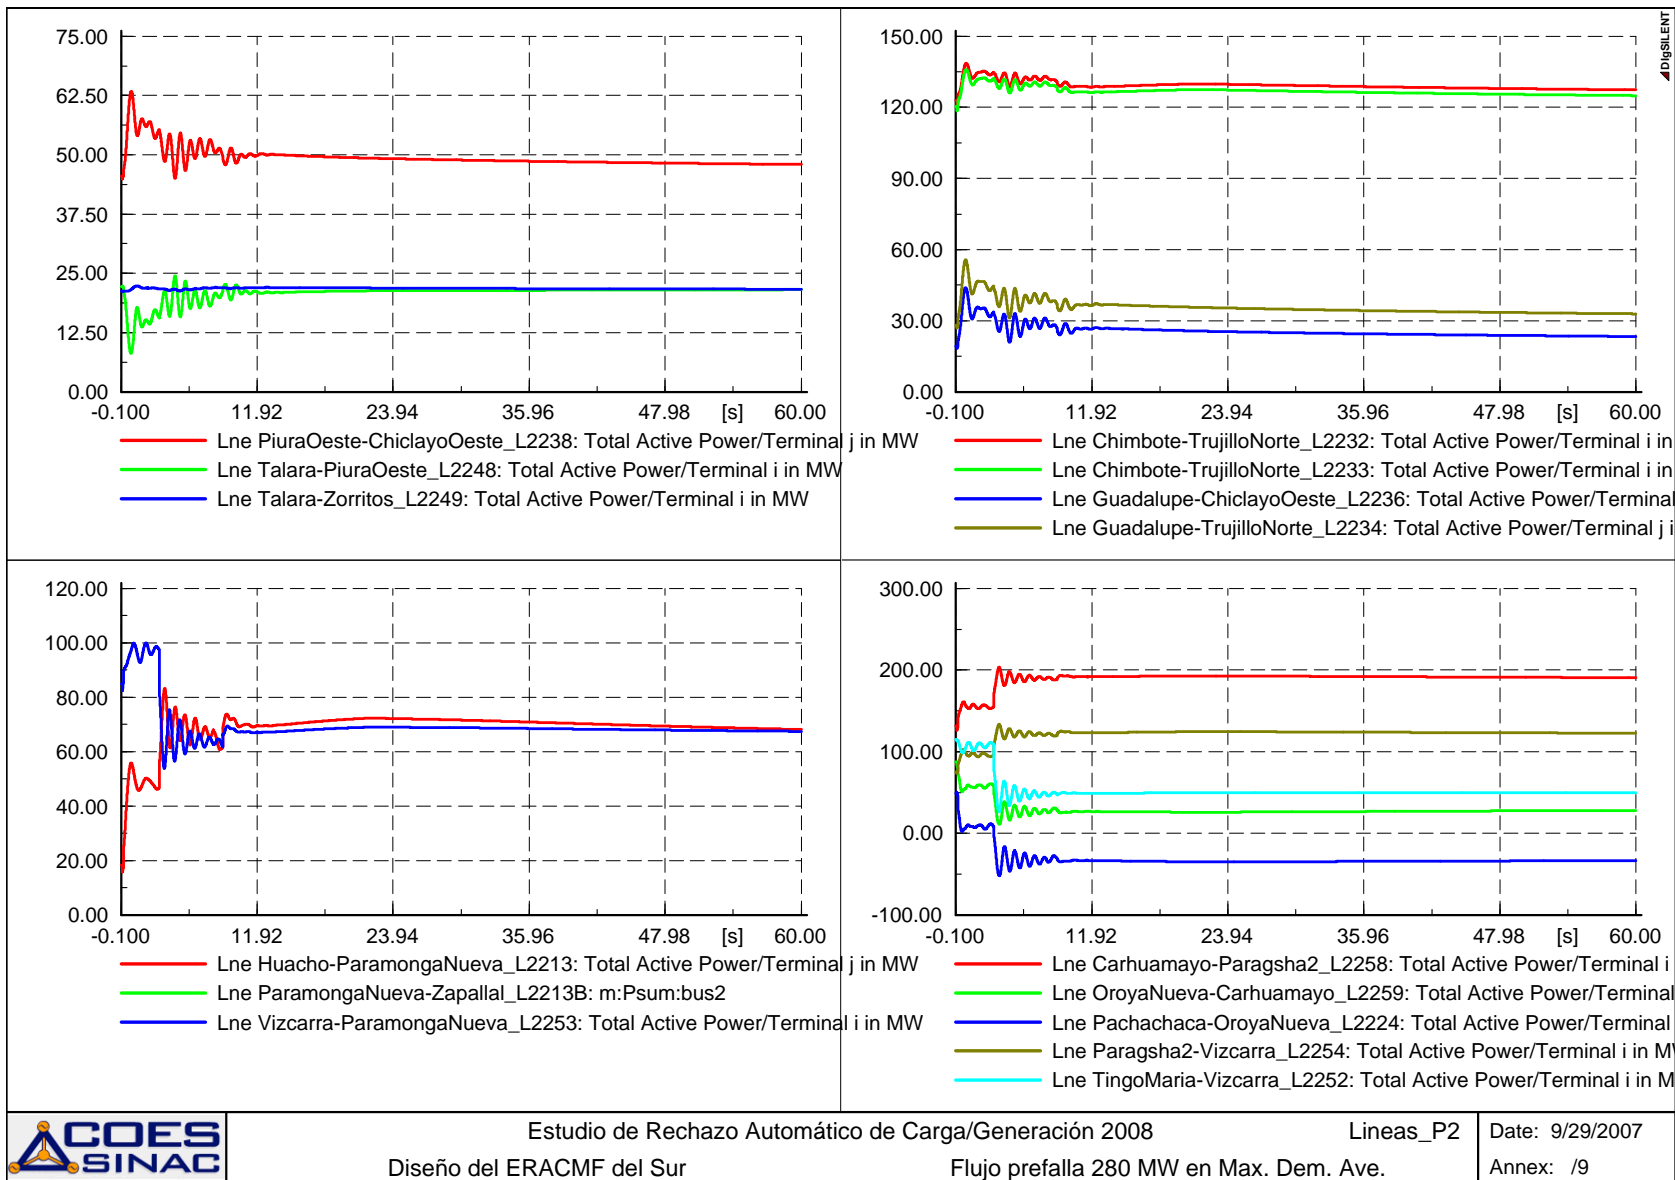 DIgSILENT
75.00
62.50
50.00
37.50
25.00
12.50
0.00
-0.100 11.92 23.94 35.96 47.98 [s] 60.00
Lne PiuraOeste-ChiclayoOeste_L2238: Total Active Power/Terminal j in MW
Lne Talara-PiuraOeste_L2248: Total Active Power/Terminal i in MW
Lne Talara-Zorritos_L2249: Total Active Power/Terminal i in MW
150.00
120.00
90.00
60.00
30.00
0.00
-0.100 11.92 23.94 35.96 47.98 [s] 60.00
Lne Chimbote-TrujilloNorte_L2232: Total Active Power/Terminal i in
Lne Chimbote-TrujilloNorte_L2233: Total Active Power/Terminal i in
Lne Guadalupe-ChiclayoOeste_L2236: Total Active Power/Terminal
Lne Guadalupe-TrujilloNorte_L2234: Total Active Power/Terminal j i
120.00
100.00
80.00
60.00
40.00
20.00
0.00
-0.100 11.92 23.94 35.96 47.98 [s] 60.00
Lne Huacho-ParamongaNueva_L2213: Total Active Power/Terminal j in MW
Lne ParamongaNueva-Zapallal_L2213B: m:Psum:bus2
Lne Vizcarra-ParamongaNueva_L2253: Total Active Power/Terminal i in MW
300.00
200.00
100.00
0.00
-100.00
-0.100 11.92 23.94 35.96 47.98 [s] 60.00
Lne Carhuamayo-Paragsha2_L2258: Total Active Power/Terminal i
Lne OroyaNueva-Carhuamayo_L2259: Total Active Power/Terminal
Lne Pachachaca-OroyaNueva_L2224: Total Active Power/Terminal
Lne Paragsha2-Vizcarra_L2254: Total Active Power/Terminal i in MW
Lne TingoMaria-Vizcarra_L2252: Total Active Power/Terminal i in M
COES
SINAC
Estudio de Rechazo Automático de Carga/Generación 2008 Lineas_P2
Diseño del ERACMF del Sur Flujo prefalla 280 MW en Max. Dem. Ave.
Date: 9/29/2007
Annex: /9